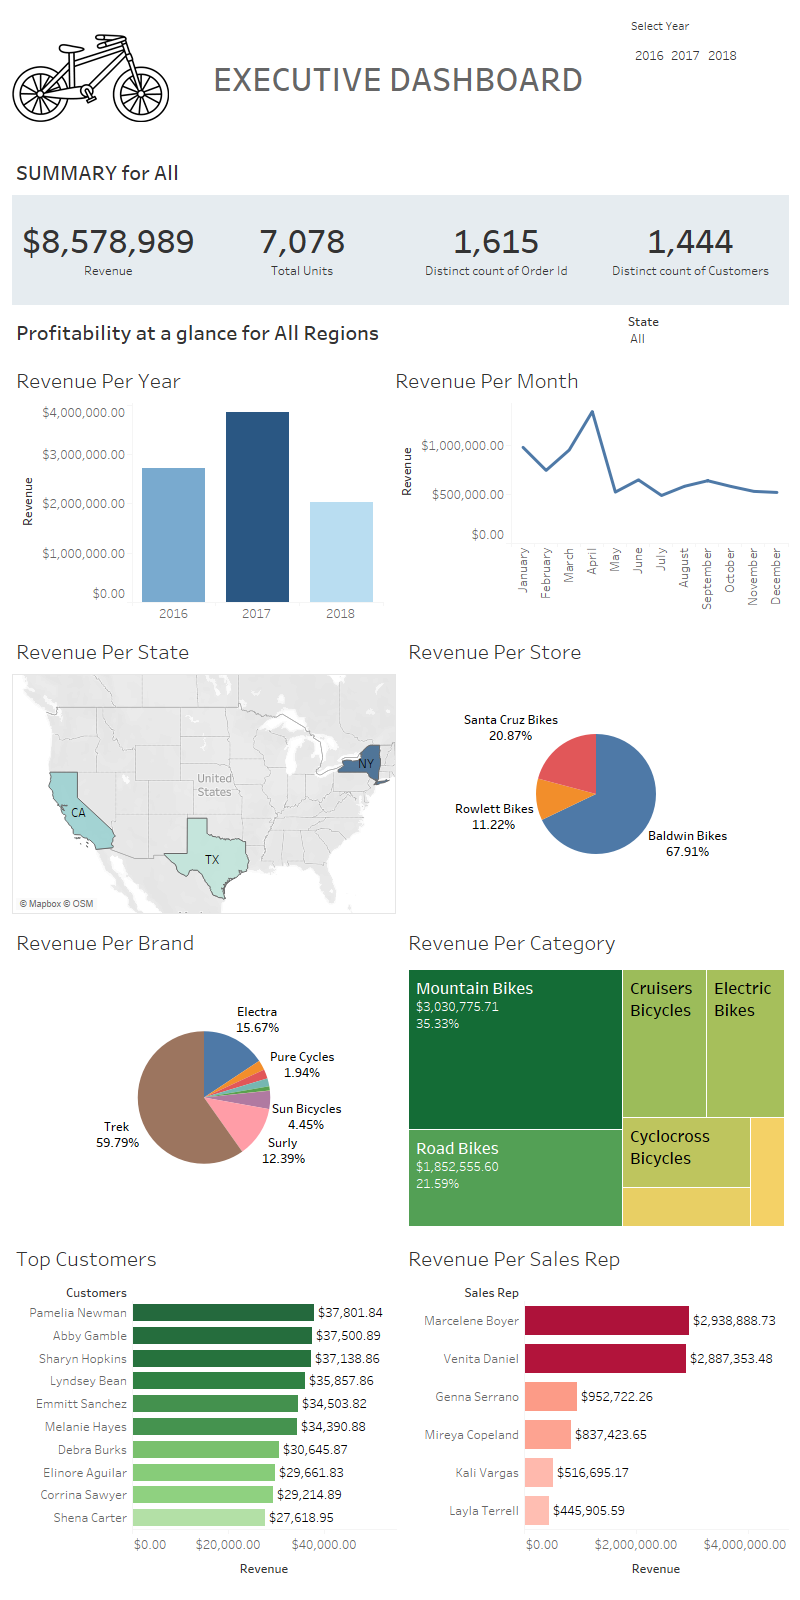 Select Year
2016 2017 2018
EXECUTIVE DASHBOARD
SUMMARY for All
$8,578,989
Revenue
7,078
Total Units
1,615
Distinct count of Order Id
1,444
Distinct count of Customers
Profitability at a glance for All Regions
State
All
Revenue Per Year
Revenue
$4,000,000.00
$3,000,000.00
$2,000,000.00
$1,000,000.00
$0.00
2016
2017
2018
Revenue Per Month
Revenue
$1,000,000.00
$500,000.00
$0.00
January
February
March
April
May
June
July
August
September
October
November
December
Revenue Per State
United
States
NY
CA
TX
© Mapbox © OSM
Revenue Per Store
Santa Cruz Bikes
20.87%
Rowlett Bikes
11.22%
Baldwin Bikes
67.91%
Revenue Per Brand
Electra
15.67%
Pure Cycles
1.94%
Sun Bicycles
4.45%
Surly
12.39%
Trek
59.79%
Revenue Per Category
Mountain Bikes
$3,030,775.71
35.33%
Road Bikes
$1,852,555.60
21.59%
Cruisers
Bicycles
Electric
Bikes
Cyclocross
Bicycles
Top Customers
Customers
Pamelia Newman $37,801.84
Abby Gamble $37,500.89
Sharyn Hopkins $37,138.86
Lyndsey Bean $35,857.86
Emmitt Sanchez $34,503.82
Melanie Hayes $34,390.88
Debra Burks $30,645.87
Elinore Aguilar $29,661.83
Corrina Sawyer $29,214.89
Shena Carter $27,618.95
$0.00 $20,000.00 $40,000.00
Revenue
Revenue Per Sales Rep
Sales Rep
Marcelene Boyer $2,938,888.73
Venita Daniel $2,887,353.48
Genna Serrano $952,722.26
Mireya Copeland $837,423.65
Kali Vargas $516,695.17
Layla Terrell $445,905.59
$0.00 $2,000,000.00 $4,000,000.00
Revenue